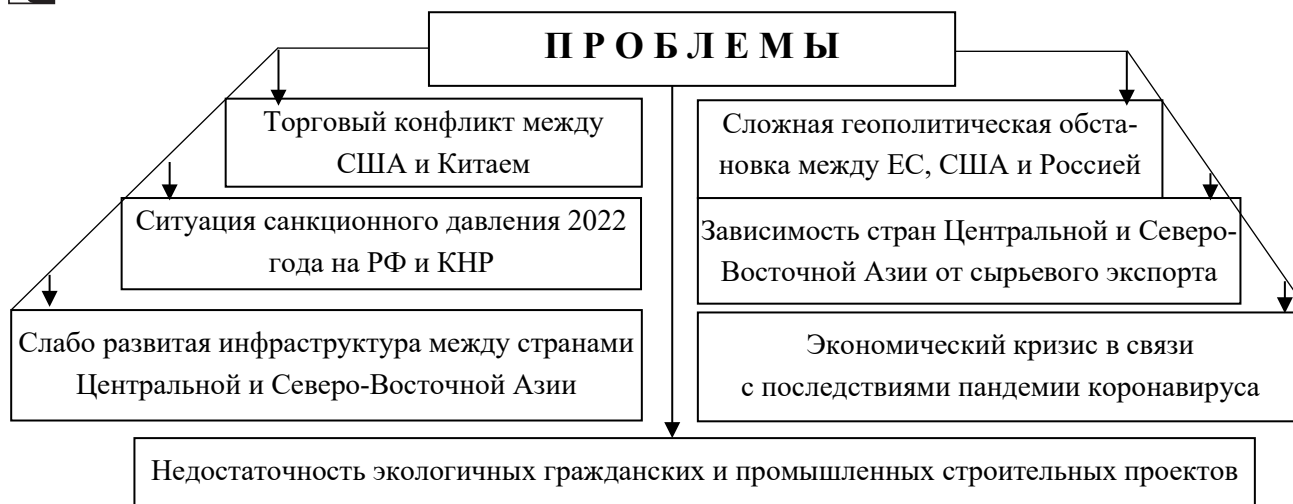 П Р О Б Л Е М Ы
Торговый конфликт между
США и Китаем
Ситуация санкционного давления 2022
года на РФ и КНР
Слабо развитая инфраструктура между странами
Центральной и Северо-Восточной Азии
Сложная геополитическая обста-
новка между ЕС, США и Россией
Зависимость стран Центральной и Северо-
Восточной Азии от сырьевого экспорта
Экономический кризис в связи
с последствиями пандемии коронавируса
Недостаточность экологичных гражданских и промышленных строительных проектов